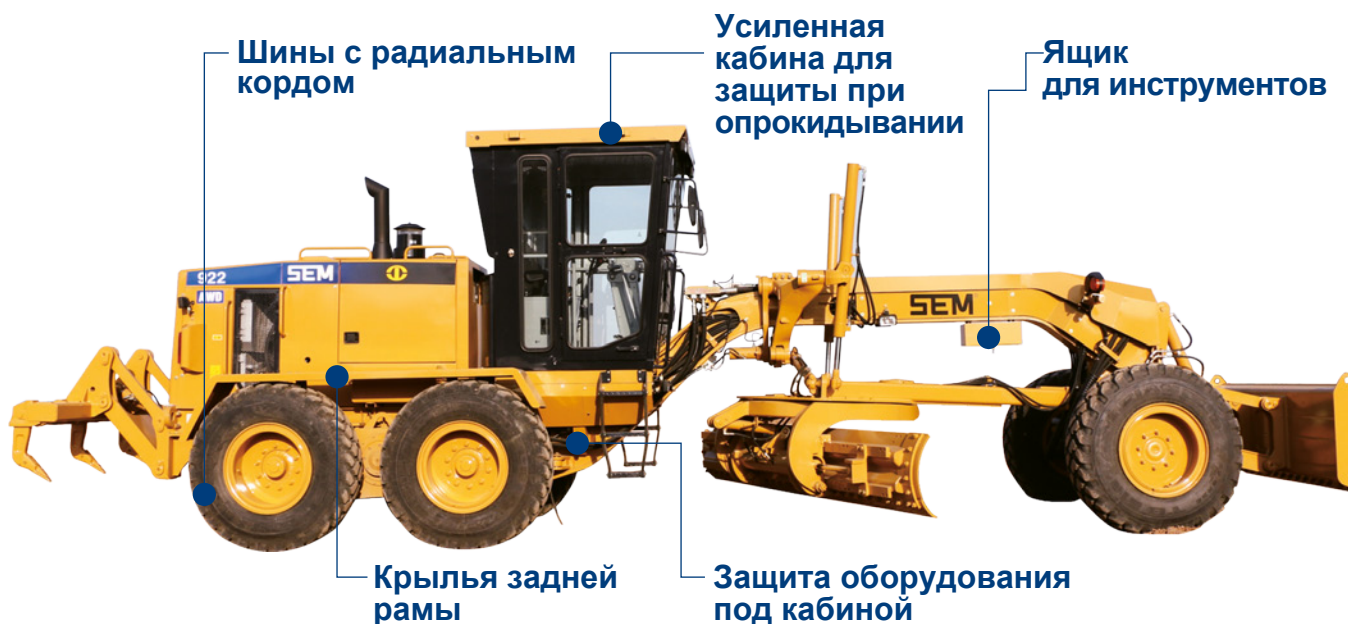 Шины с радиальным
кордом
Усиленная
кабина для
защиты при
опрокидывании
Ящик
для инструментов
922
SEM
AWD
SEM
Крылья задней
рамы
Защита оборудования
под кабиной